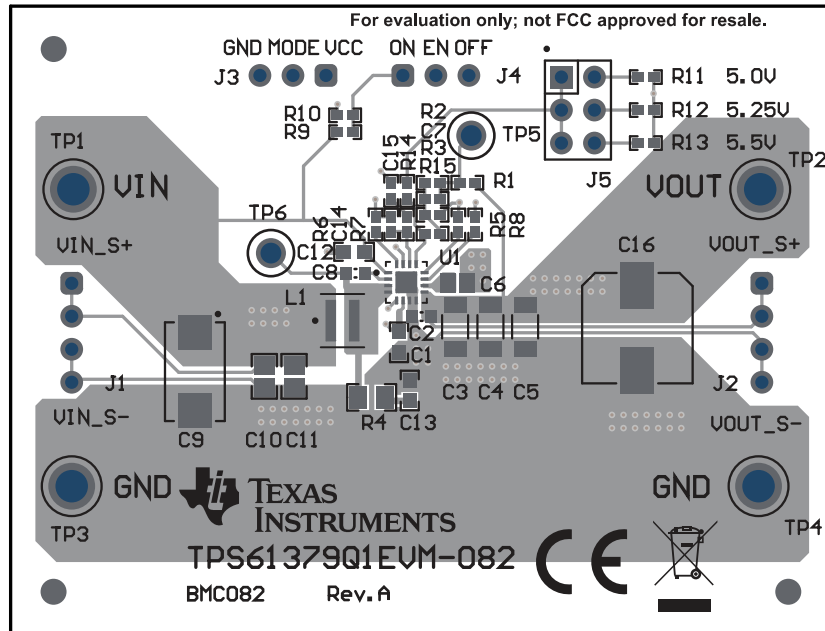 For evaluation only; not FCC approved for resale.
GND MODE VCC ON EN OFF
J3 J4
R11 5.0V
R12 5.25V
R13 5.5V
J5
R10
R9
R2
C7
R3
TP5
C15
R14
R15
R1
TP1
VIN
VIN_S+
TP6
R6
C14
R7
C12
C8
U1
R5
R8
C6
VOUT
TP2
VOUT_S+
C16
L1
C2
C1
J1
VIN_S-
C9
C10 C11
R4
C13
C3 C4 C5
J2
VOUT_S-
GND
TP3
GND
TP4
TEXAS
INSTRUMENTS
TPS61379Q1EVM-082
BMC082 Rev.A
CE